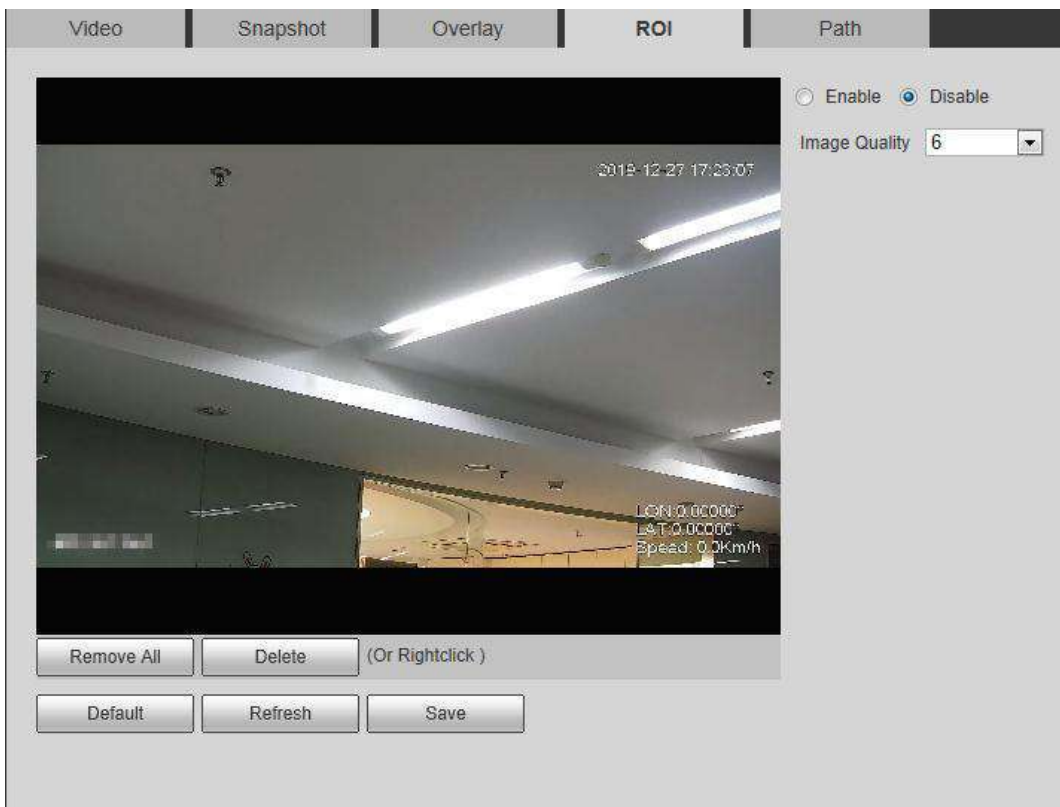 Video Snapshot Overlay ROI Path
Enable Disable
Image Quality 6
2019-12-27 17:23:07
LON:0.00000°
LAT:0.00000°
Speed: 0.0Km/h
Remove All Delete (Or Rightclick )
Default Refresh Save